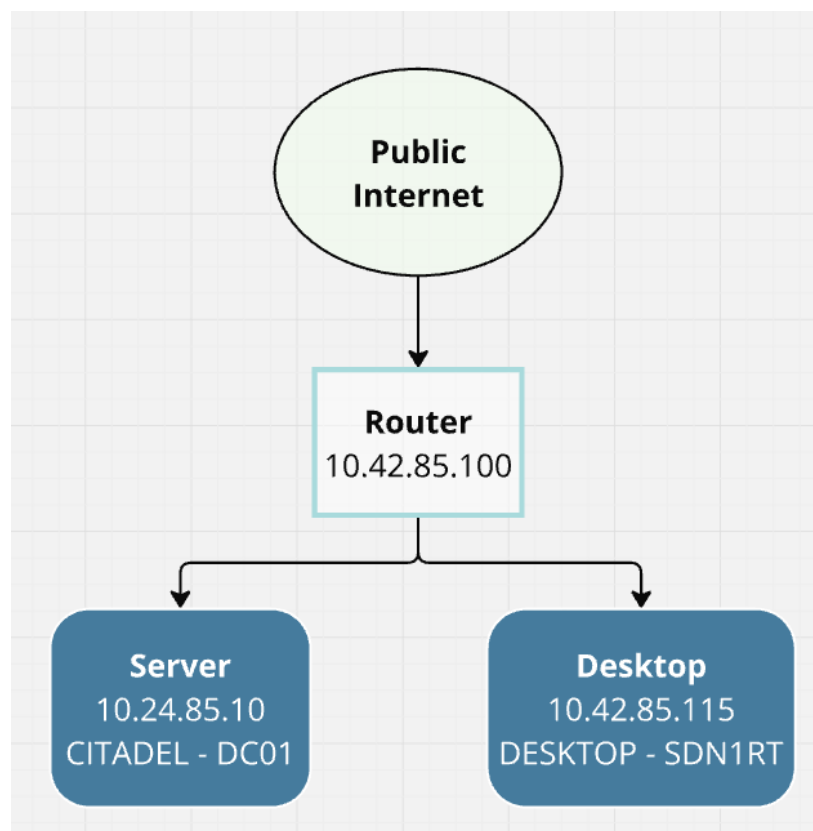 Public
Internet
Router
10.42.85.100
Server
10.24.85.10
CITADEL - DC01
Desktop
10.42.85.115
DESKTOP - SDN1RT